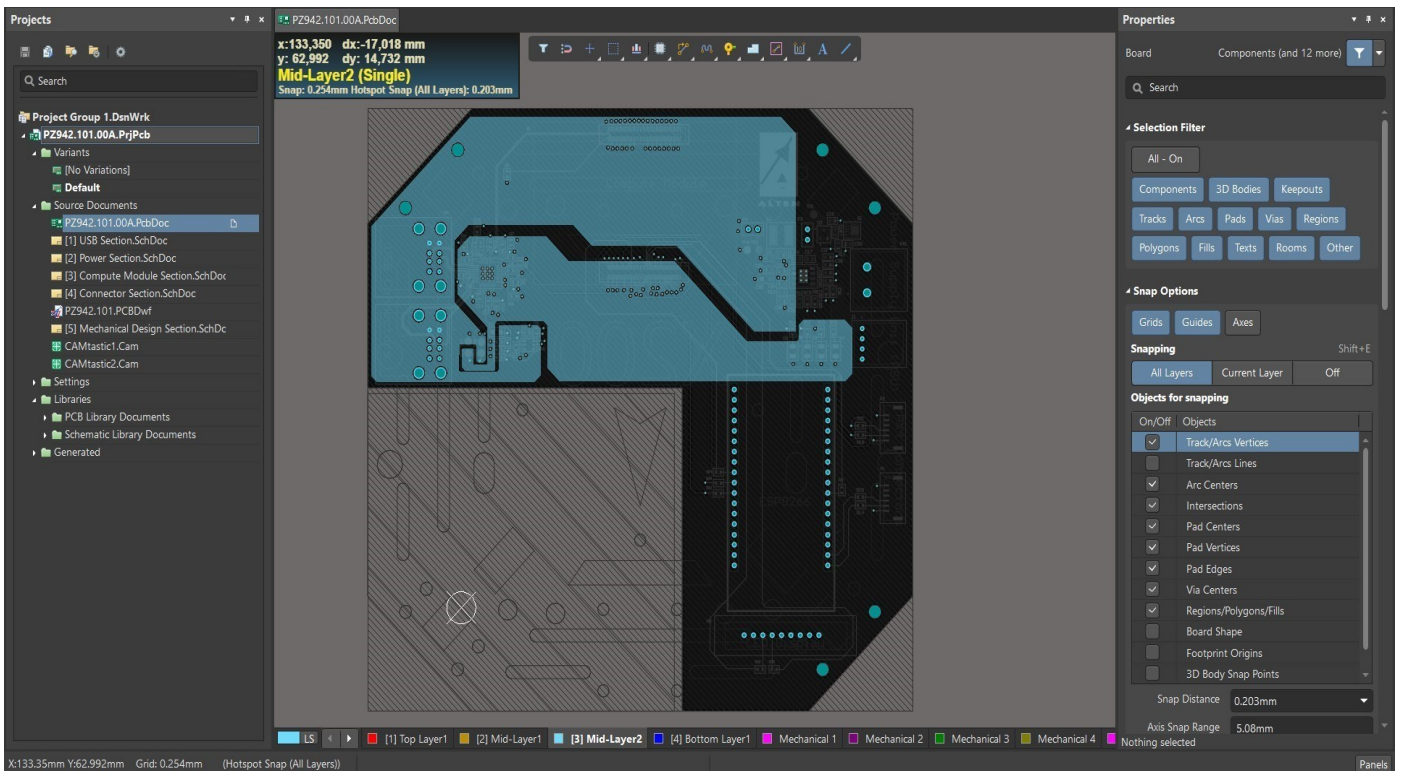 Projects
PZ942.101.00A.PcbDoc
Properties
x:133,350 dx:-17,018 mm
y: 62,992 dy: 14,732 mm
Mid-Layer2 (Single)
Snap: 0.254mm Hotspot Snap (All Layers): 0.203mm
Board Components (and 12 more)
Search
Search
Project Group 1.DsnWrk
PZ942.101.00A.PrjPcb
Variants
[No Variations]
Default
Source Documents
PZ942.101.00A.PcbDoc
[1] USB Section.SchDoc
[2] Power Section.SchDoc
[3] Compute Module Section.SchDoc
[4] Connector Section.SchDoc
PZ942.101.PCBDwf
[5] Mechanical Design Section.SchDc
CAMtastic1.Cam
CAMtastic2.Cam
Settings
Libraries
PCB Library Documents
Schematic Library Documents
Generated
ALTIUM
Selection Filter
All - On
Components 3D Bodies Keepouts
Tracks Arcs Pads Vias Regions
Polygons Fills Texts Rooms Other
Snap Options
Grids Guides Axes
Snapping Shift+E
All Layers Current Layer Off
Objects for snapping
On/Off Objects
Track/Arcs Vertices
Track/Arcs Lines
Arc Centers
Intersections
Pad Centers
Pad Vertices
Pad Edges
Via Centers
Regions/Polygons/Fills
Board Shape
Footprint Origins
3D Body Snap Points
Snap Distance 0.203mm
Axis Snap Range 5.08mm
LS [1] Top Layer1 [2] Mid-Layer1 [3] Mid-Layer2 [4] Bottom Layer1 Mechanical 1 Mechanical 2 Mechanical 3 Mechanical 4
Nothing selected
X:133.35mm Y:62.992mm Grid: 0.254mm (Hotspot Snap (All Layers))
Panels